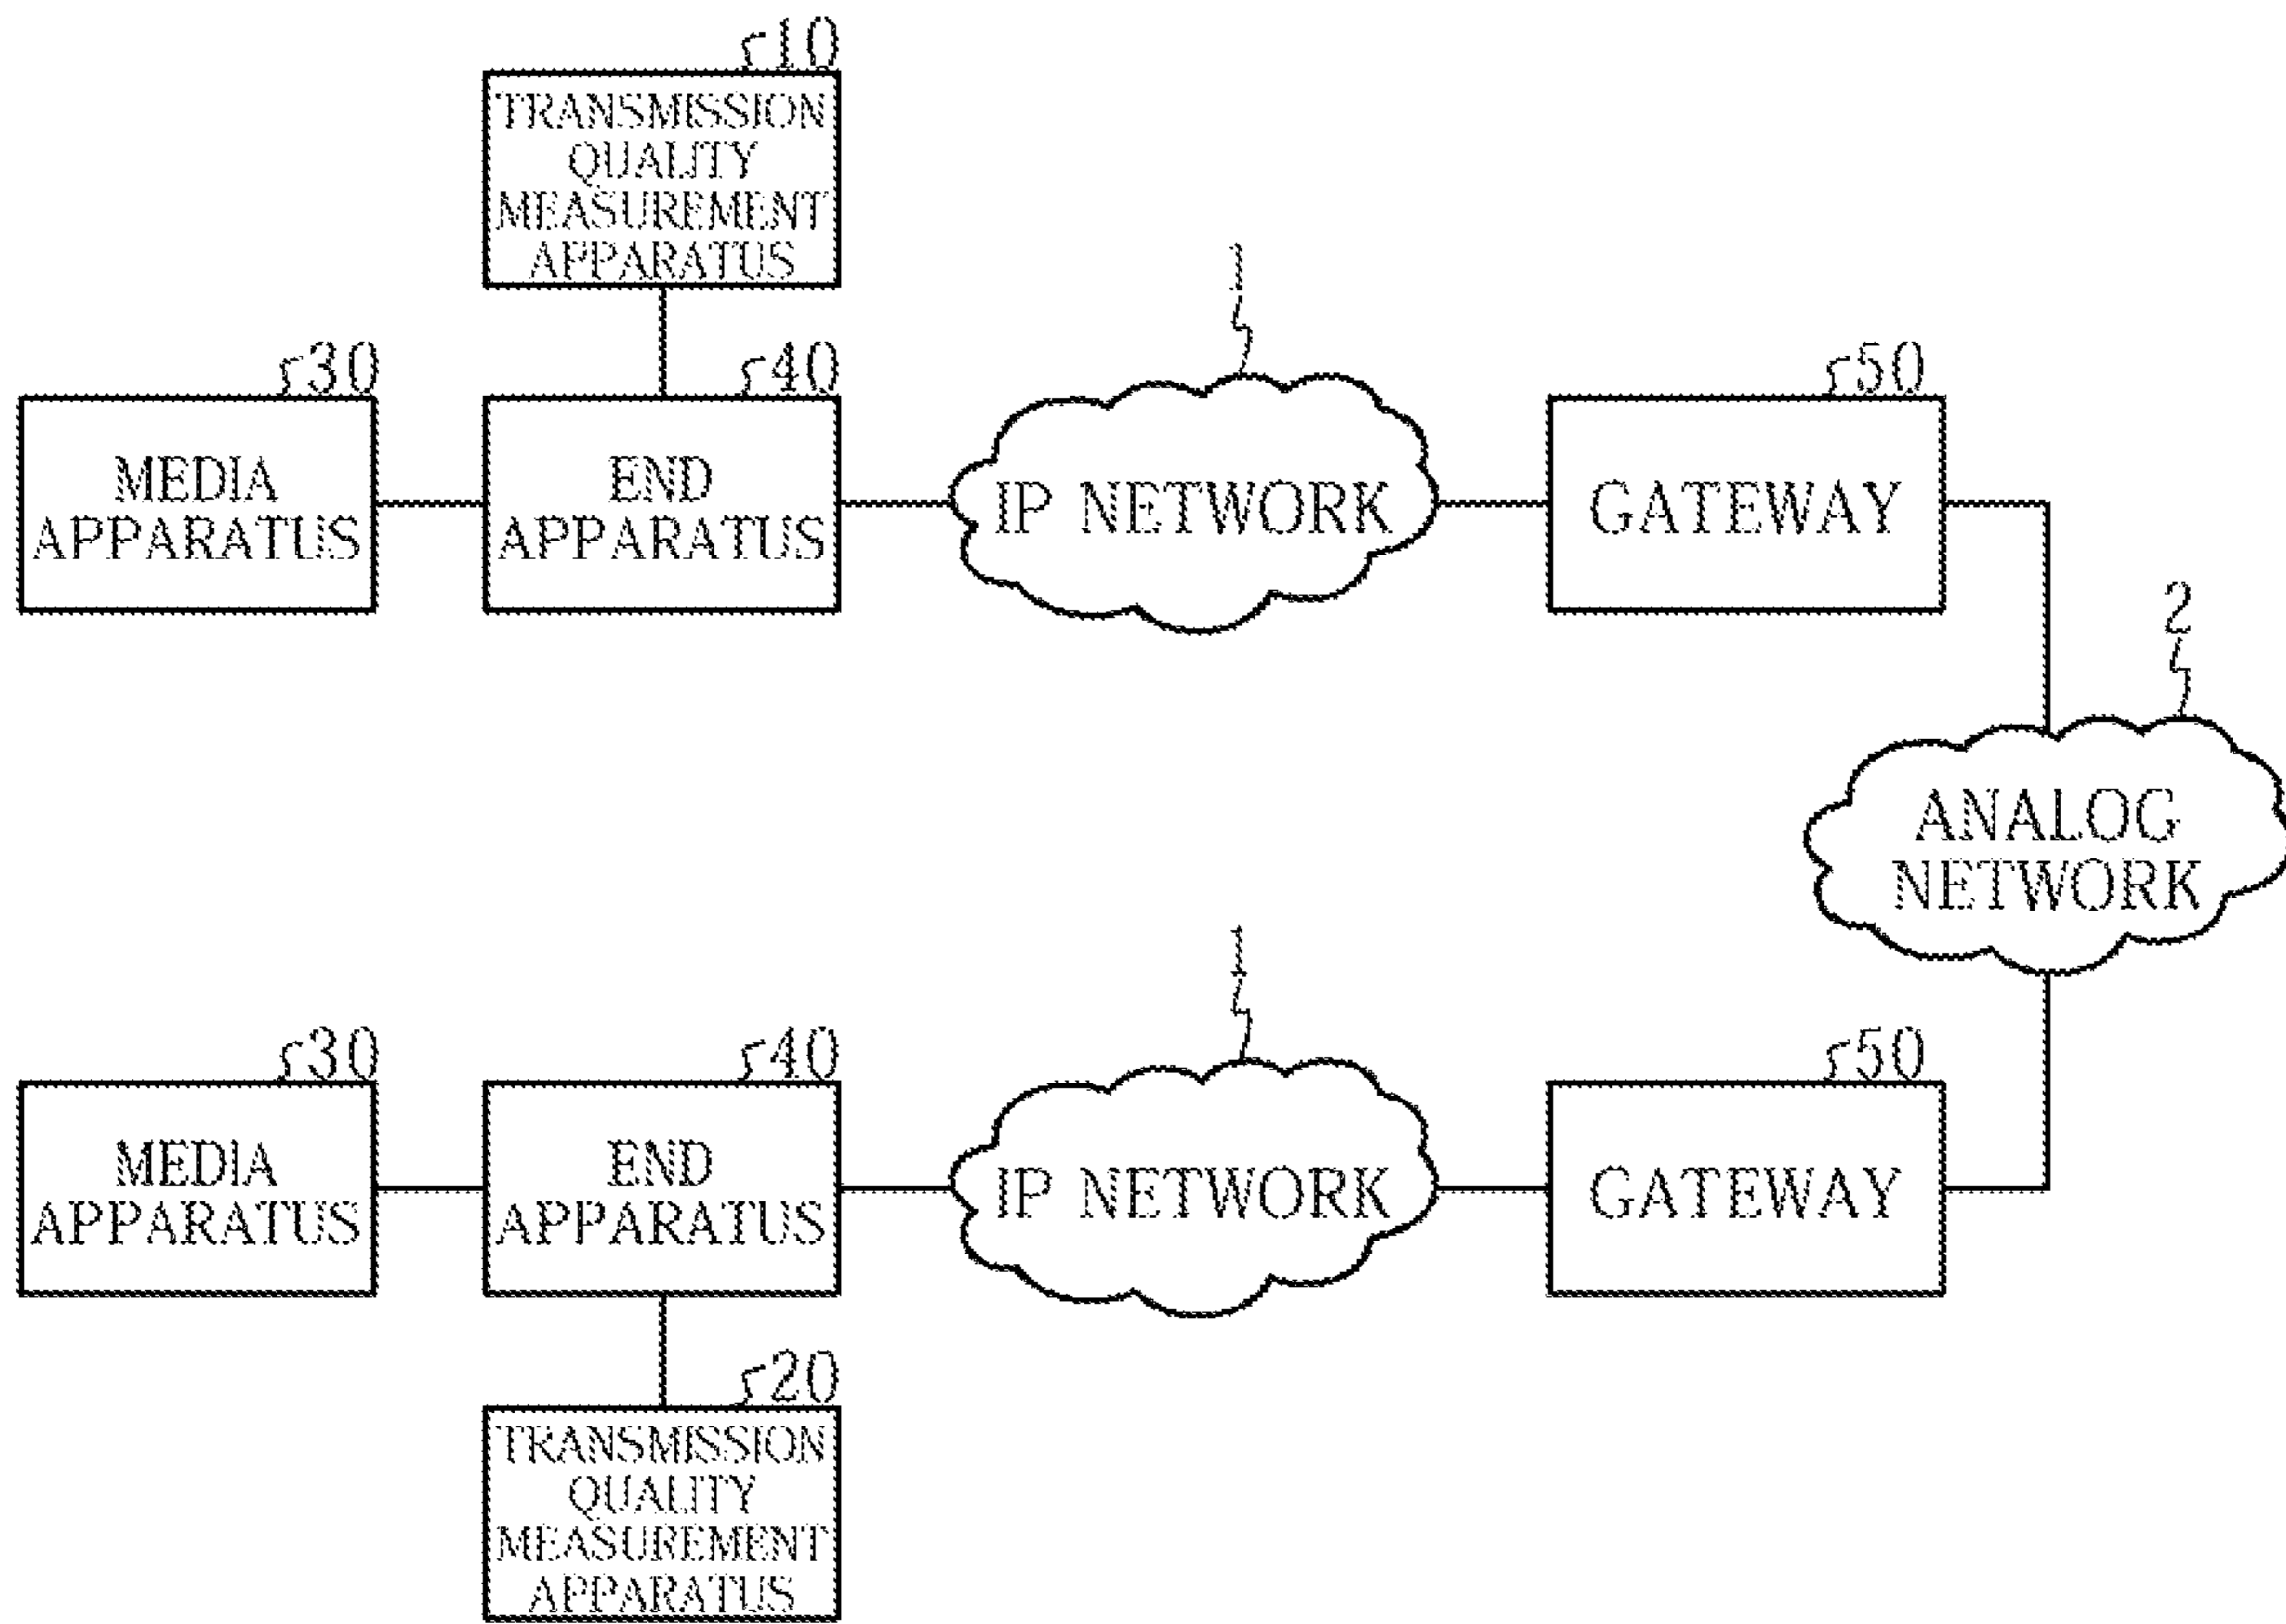 10
TRANSMISSION
QUALITY
MEASUREMENT
APPARATUS
1
30
40
50
MEDIA
APPARATUS
END
APPARATUS
IP NETWORK
GATEWAY
2
ANALOG
NETWORK
1
30
40
50
MEDIA
APPARATUS
END
APPARATUS
IP NETWORK
GATEWAY
20
TRANSMISSION
QUALITY
MEASUREMENT
APPARATUS